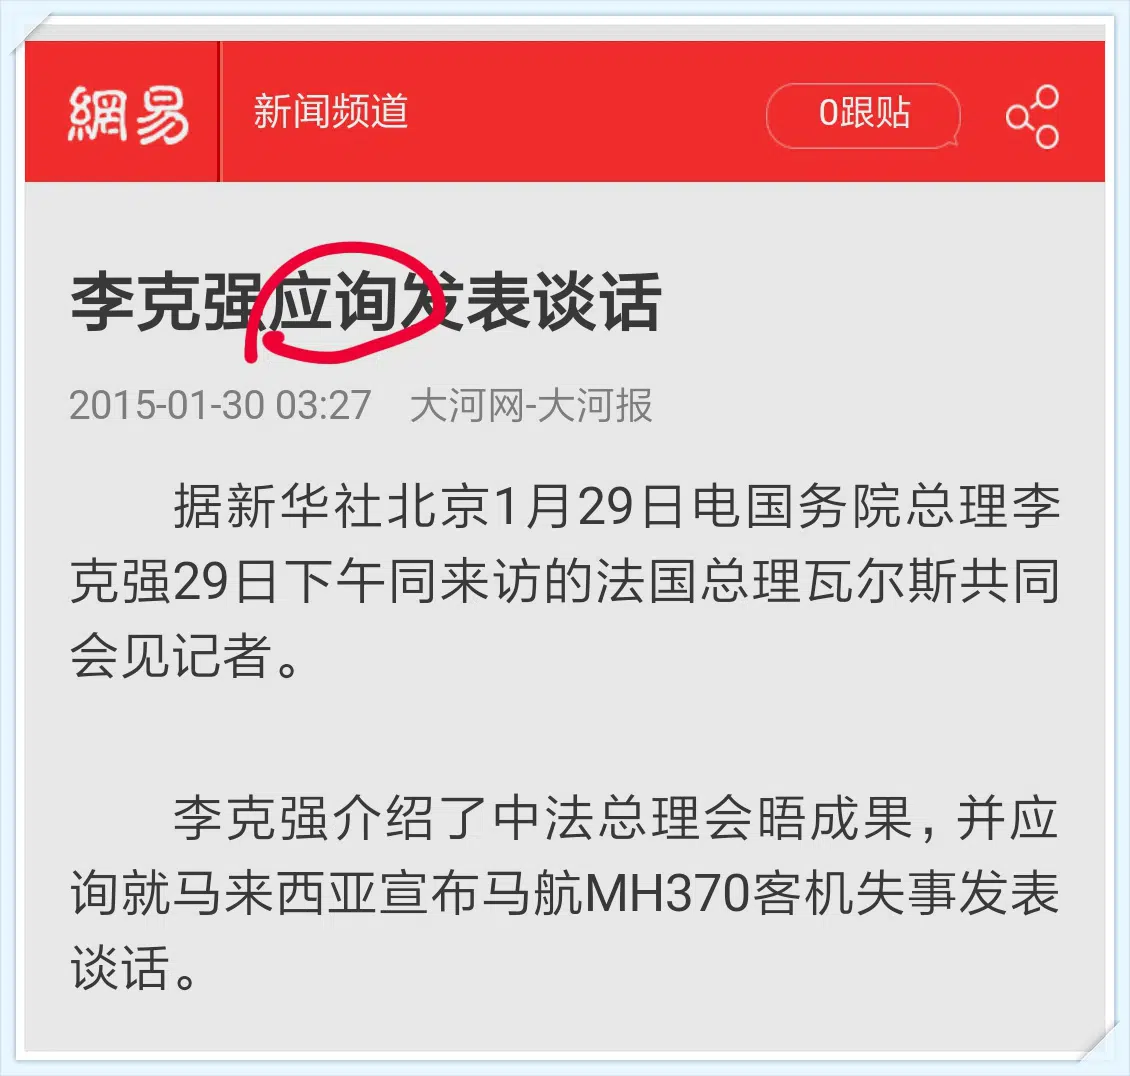 網易
新闻频道
0跟贴
李克强应询发表谈话
2015-01-30 03:27 大河网-大河报
据新华社北京1月29日电国务院总理李
克强29日下午同来访的法国总理瓦尔斯共同
会见记者。
李克强介绍了中法总理会晤成果，并应
询就马来西亚宣布马航MH370客机失事发表
谈话。